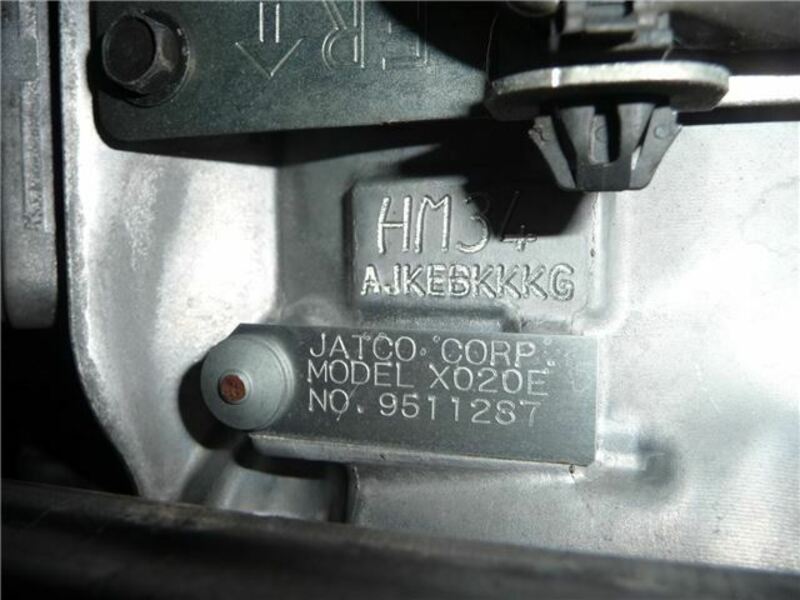 HM34
AJKEBKKKG
JATCO CORP.
MODEL X020E
NO. 9511287